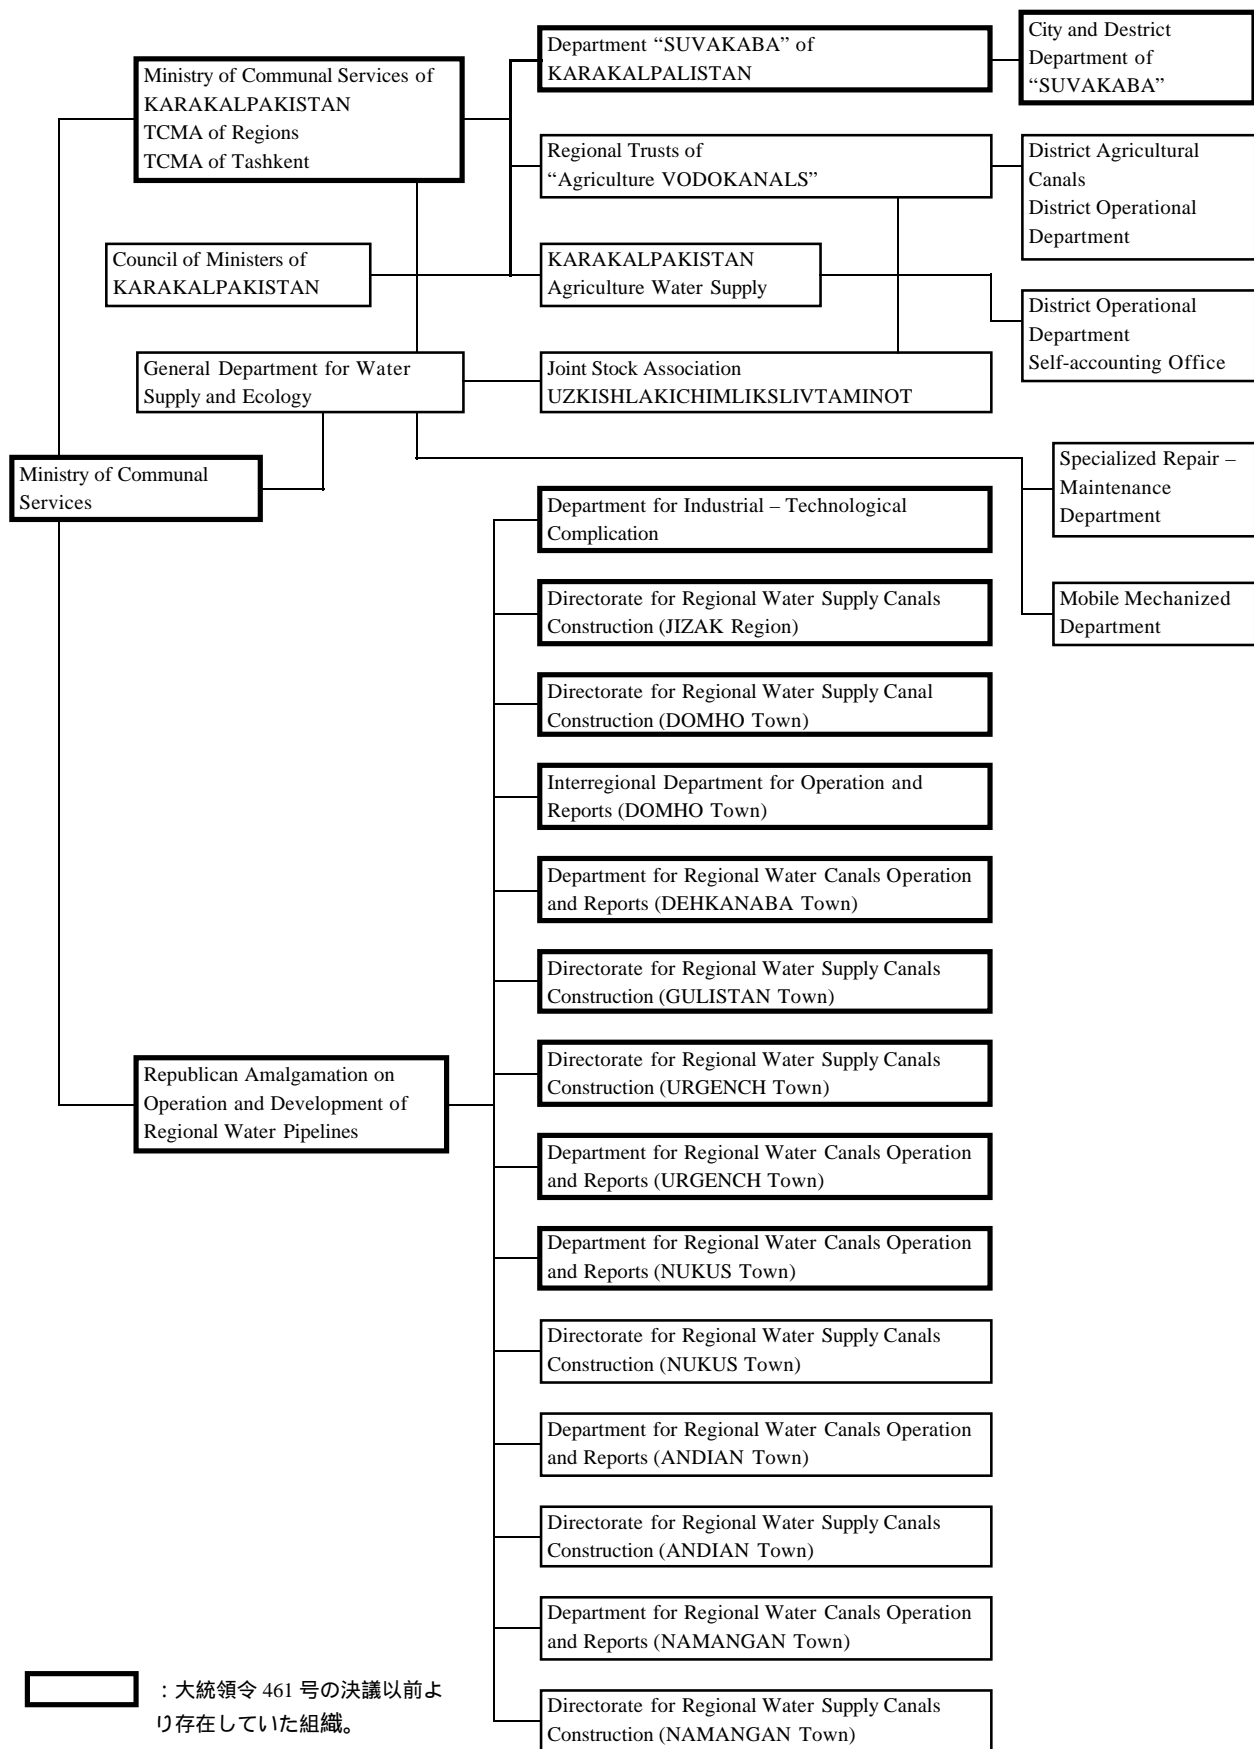 Ministry of Communal Services of
KARAKALPAKISTAN
TCMA of Regions
TCMA of Tashkent
Council of Ministers of
KARAKALPAKISTAN
General Department for Water
Supply and Ecology
Ministry of Communal
Services
Republican Amalgamation on
Operation and Development of
Regional Water Pipelines
Department “SUVAKABA” of
KARAKALPALISTAN
Regional Trusts of
“Agriculture VODOKANALS”
KARAKALPAKISTAN
Agriculture Water Supply
Joint Stock Association
UZKISHLAKICHIMLIKSLIVTAMINOT
Department for Industrial – Technological
Complication
Directorate for Regional Water Supply Canals
Construction (JIZAK Region)
Directorate for Regional Water Supply Canal
Construction (DOMHO Town)
Interregional Department for Operation and
Reports (DOMHO Town)
Department for Regional Water Canals Operation
and Reports (DEHKANABA Town)
Directorate for Regional Water Supply Canals
Construction (GULISTAN Town)
Directorate for Regional Water Supply Canals
Construction (URGENCH Town)
Department for Regional Water Canals Operation
and Reports (URGENCH Town)
Department for Regional Water Canals Operation
and Reports (NUKUS Town)
Directorate for Regional Water Supply Canals
Construction (NUKUS Town)
Department for Regional Water Canals Operation
and Reports (ANDIAN Town)
Directorate for Regional Water Supply Canals
Construction (ANDIAN Town)
Department for Regional Water Canals Operation
and Reports (NAMANGAN Town)
Directorate for Regional Water Supply Canals
Construction (NAMANGAN Town)
City and Destrict
Department of
“SUVAKABA”
District Agricultural
Canals
District Operational
Department
District Operational
Department
Self-accounting Office
Specialized Repair –
Maintenance
Department
Mobile Mechanized
Department
：大統領令 461 号の決議以前よ
り存在していた組織。